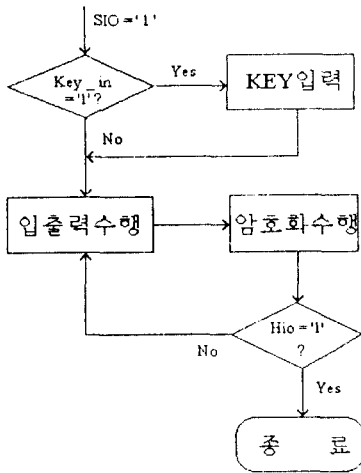 SIO = '1'
Key_in
='1' ?
Yes
KEY입력
No
입출력수행
암호화수행
Hio = '1'
?
No
Yes
종 료